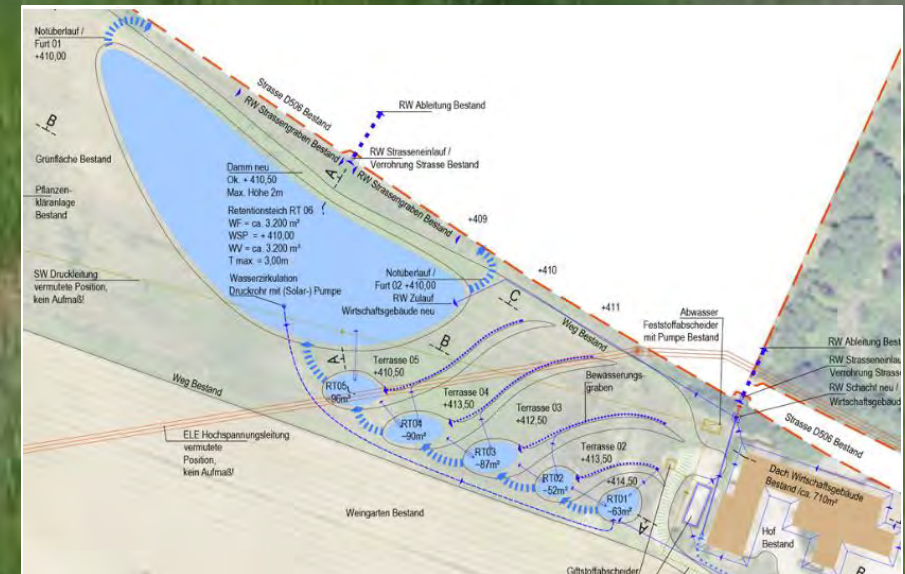 Notüberlauf /
Furt 01
+410,00
Strasse D506 Bestand
RW Ableitung Bestand
RW Strassengraben Bestand
RW Strasseneinlauf /
Verrohrung Strasse Bestand
B
A
Grünfläche Bestand
Damm neu
Ok. + 410,50
Max. Höhe 2m
RW Strassengraben Bestand
Pflanzen-
kläranlage
Bestand
Retentionsteich RT 06
WF = ca. 3.200 m²
WSP = + 410,00
WV = ca. 3.200 m²
T max. = 3,00m
+409
SW Druckleitung
vermutete Position,
kein Aufmaß!
Wasserzirkulation
Druckrohr mit (Solar-) Pumpe
Notüberlauf /
Furt 02 +410,00
RW Zulauf
Wirtschaftsgebäude neu
+410
C
+411
Abwasser
Feststoffabscheider
mit Pumpe Bestand
Weg Bestand
RW Ableitung Best
RW Strasseneinlau
Verrohrung Strasse
RW Schacht neu /
Wirtschaftsgebäud
B
A
Terrasse 05
+410,50
Bewässerungs-
graben
Weg Bestand
RT05
~96m²
Terrasse 04
+413,50
Terrasse 03
+412,50
Strasse D506 Bestand
RT04
~90m²
Terrasse 02
+413,50
ELE Hochspannungsleitung
vermutete
Position,
kein Aufmaß!
RT03
~87m²
RT02
~52m²
+414,50
RT01
~63m²
Dach Wirtschaftsgebäude
Bestand /ca. 710m²
Weingarten Bestand
A
Hof
Bestand
Giftstoffabscheider
B